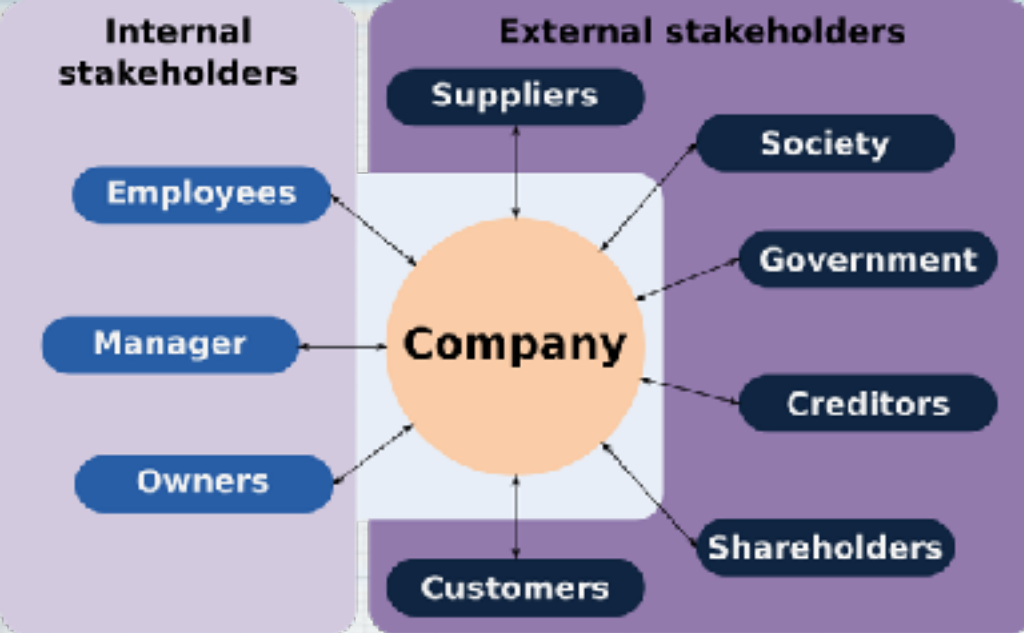 Internal
stakeholders
External stakeholders
Suppliers
Society
Employees
Government
Manager
Company
Creditors
Owners
Shareholders
Customers